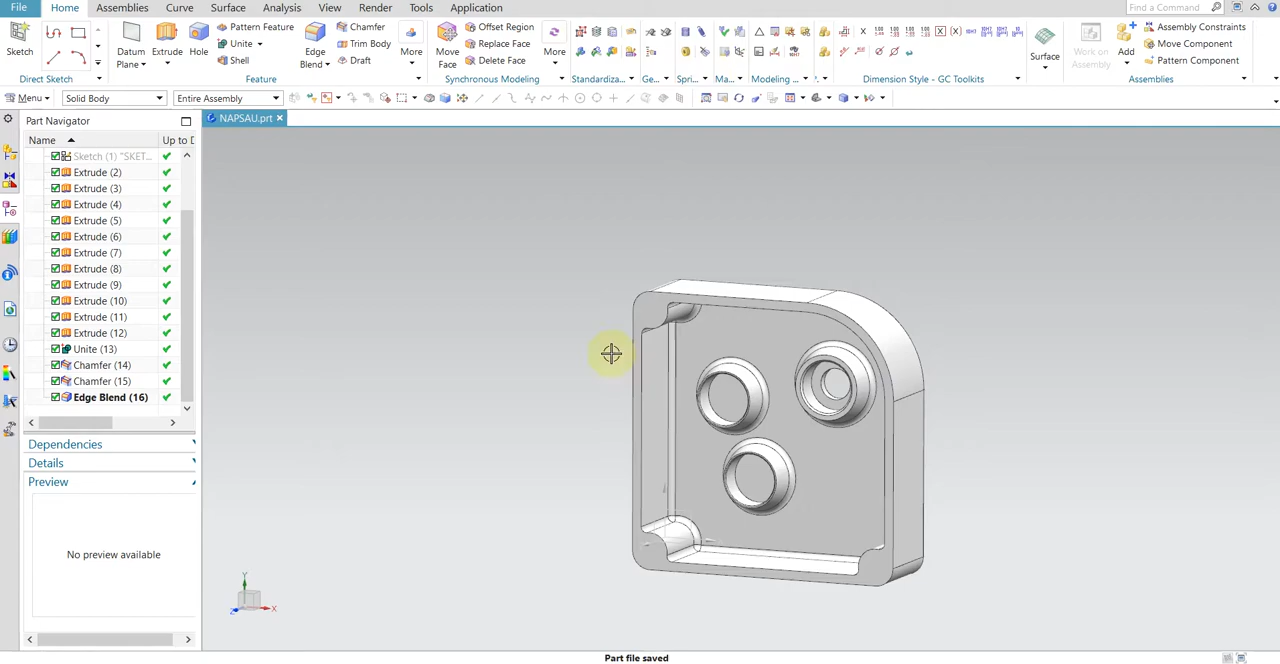 File Home Assemblies Curve Surface Analysis View Render Tools Application Find a Command
Sketch Datum Plane Extrude Hole Pattern Feature Unite Shell Edge Blend Chamfer Trim Body Draft More Move Face Offset Region Replace Face Delete Face More Surface Work on Assembly Add Assembly Constraints Move Component Pattern Component
Direct Sketch Feature Synchronous Modeling Standardiza... Ge... Spri... Ma... Modeling ... Dimension Style - GC Toolkits Assemblies
Menu Solid Body Entire Assembly
Part Navigator NAPSAU.prt
Name Up to D
Sketch (1) "SKET...
Extrude (2)
Extrude (3)
Extrude (4)
Extrude (5)
Extrude (6)
Extrude (7)
Extrude (8)
Extrude (9)
Extrude (10)
Extrude (11)
Extrude (12)
Unite (13)
Chamfer (14)
Chamfer (15)
Edge Blend (16)
Dependencies
Details
Preview
No preview available
Y
Z X
Part file saved